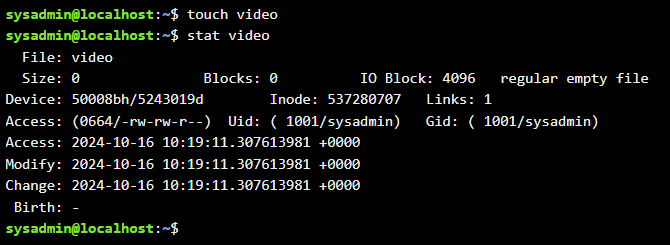 sysadmin@localhost:~$ touch video
sysadmin@localhost:~$ stat video
  File: video
  Size: 0               Blocks: 0          IO Block: 4096   regular empty file
Device: 50008bh/5243019d        Inode: 537280707   Links: 1
Access: (0664/-rw-rw-r--)  Uid: ( 1001/sysadmin)   Gid: ( 1001/sysadmin)
Access: 2024-10-16 10:19:11.307613981 +0000
Modify: 2024-10-16 10:19:11.307613981 +0000
Change: 2024-10-16 10:19:11.307613981 +0000
 Birth: -
sysadmin@localhost:~$